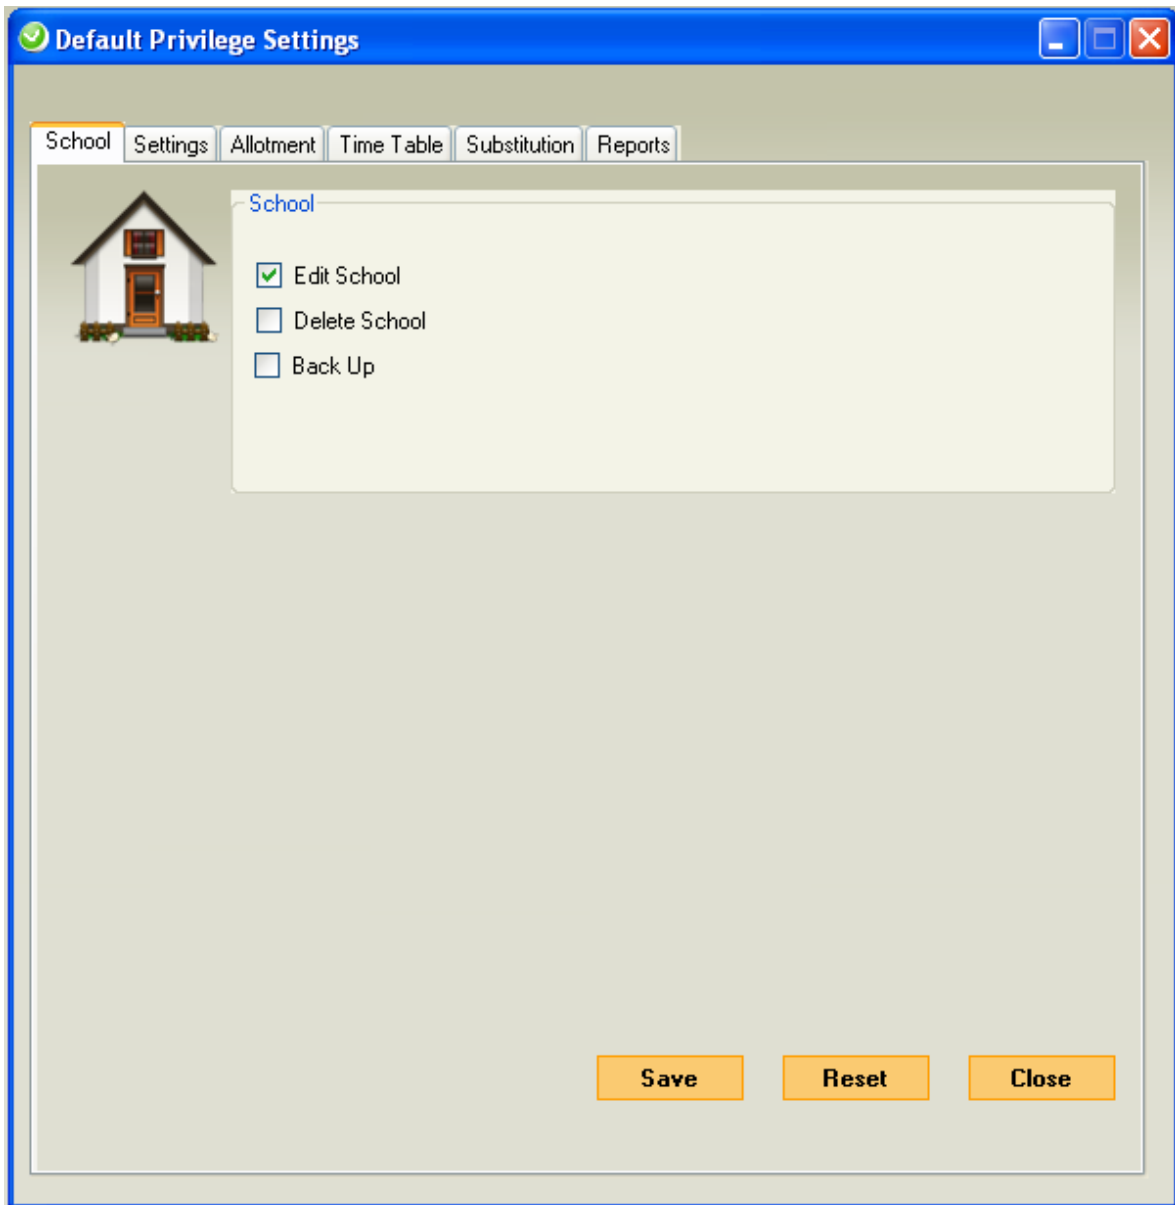 Default Privilege Settings
School Settings Allotment Time Table Substitution Reports
School
Edit School
Delete School
Back Up
Save Reset Close